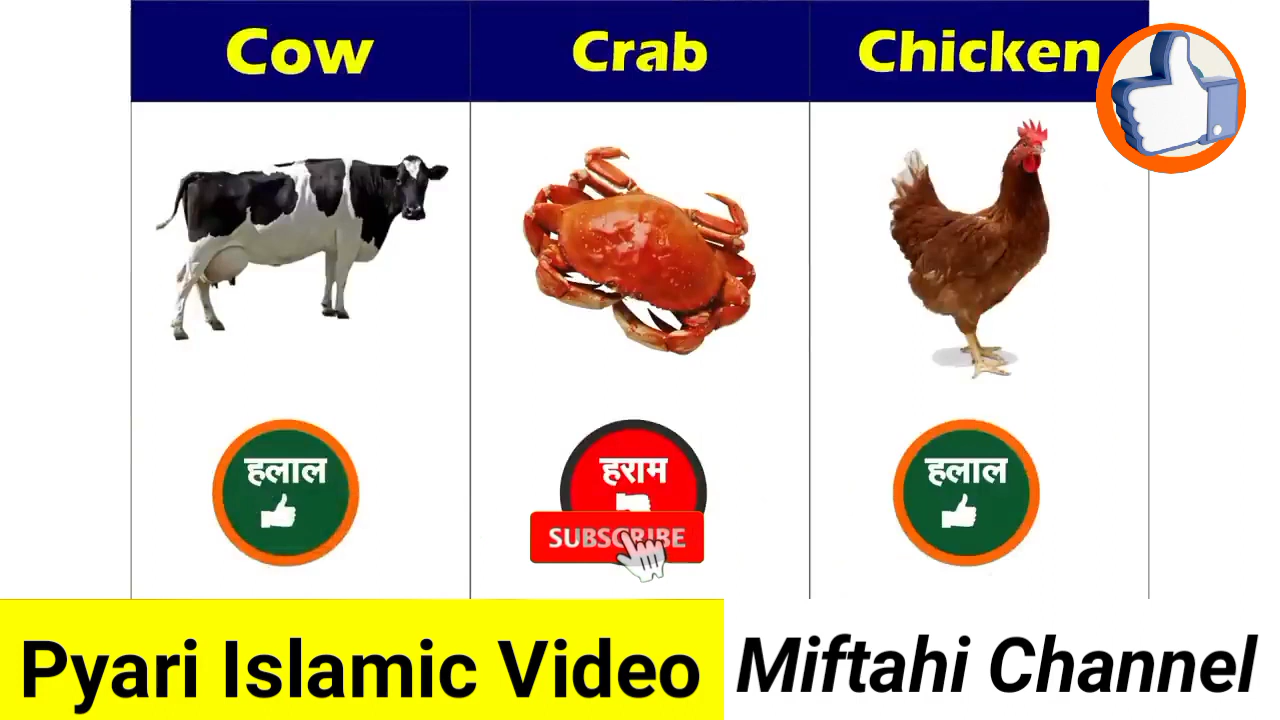 Cow
Crab
Chicken
हलाल
हराम
हलाल
SUBSCRIBE
Pyari Islamic Video
Miftahi Channel